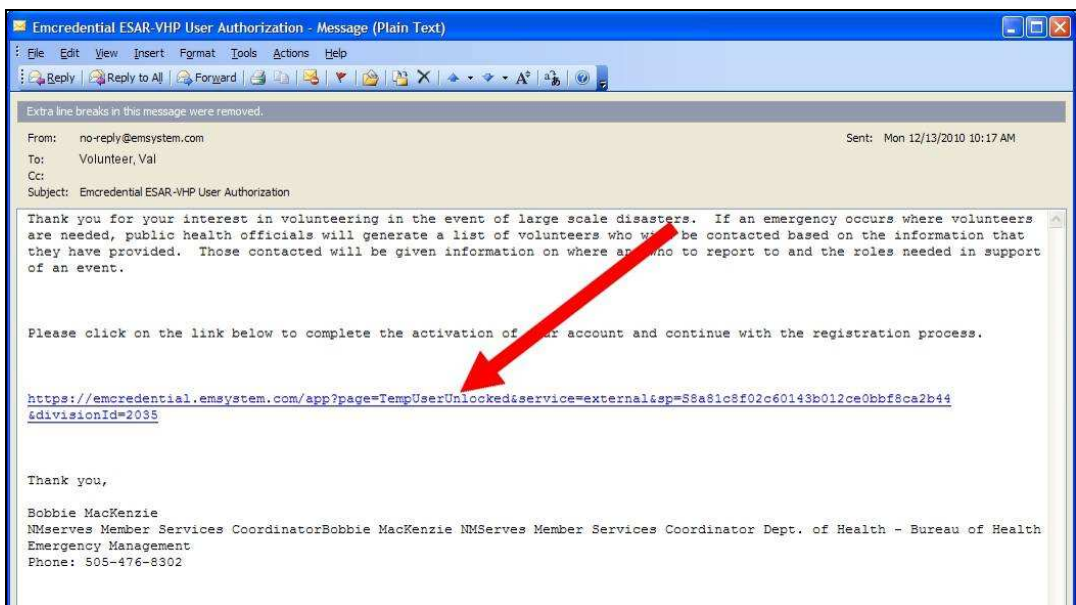 Emcredential ESAR-VHP User Authorization - Message (Plain Text)
File Edit View Insert Format Tools Actions Help
Reply Reply to All Forward
Extra line breaks in this message were removed.
From: no-reply@emsystem.com Sent: Mon 12/13/2010 10:17 AM
To: Volunteer, Val
Cc:
Subject: Emcredential ESAR-VHP User Authorization
Thank you for your interest in volunteering in the event of large scale disasters. If an emergency occurs where volunteers
are needed, public health officials will generate a list of volunteers who be contacted based on the information that
they have provided. Those contacted will be given information on where who to report to and the roles needed in support
of an event.
Please click on the link below to complete the activation of account and continue with the registration process.
https://emcredential.emsystem.com/app?page=TempUserUnlocked&service=external&sp=S8a81c8f02c60143b012ce0bbf8ca2b44
&divisionId=2035
Thank you,
Bobbie MacKenzie
NMserves Member Services CoordinatorBobbie MacKenzie NMServes Member Services Coordinator Dept. of Health - Bureau of Health
Emergency Management
Phone: 505-476-8302